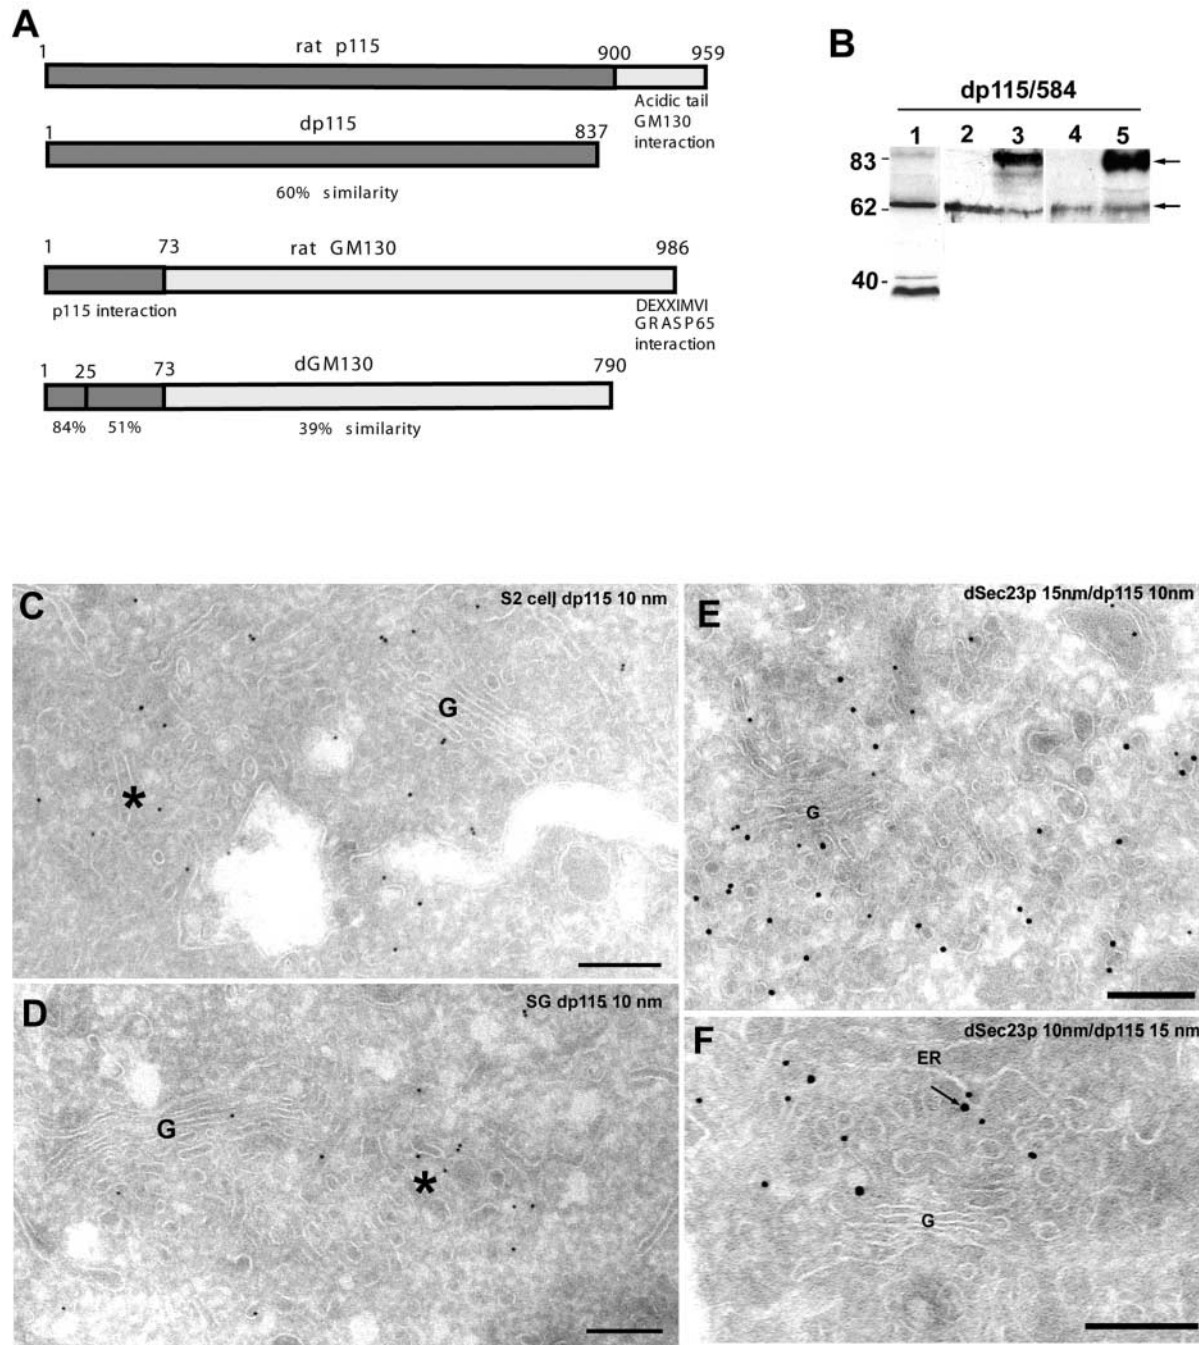 A
rat p115
1 900 959
Acidic tail
GM130
interaction
dp115
1 837
60% similarity
rat GM130
1 73 986
p115 interaction
DEXXIMVI
GRASP65
interaction
dGM130
1 25 73 790
84% 51% 39% similarity
B
dp115/584
1 2 3 4 5
83
62
40
C
S2 cell dp115 10 nm
G
*
D
SG dp115 10 nm
G
*
E
dSec23p 15nm/dp115 10nm
G
F
dSec23p 10nm/dp115 15 nm
ER
G